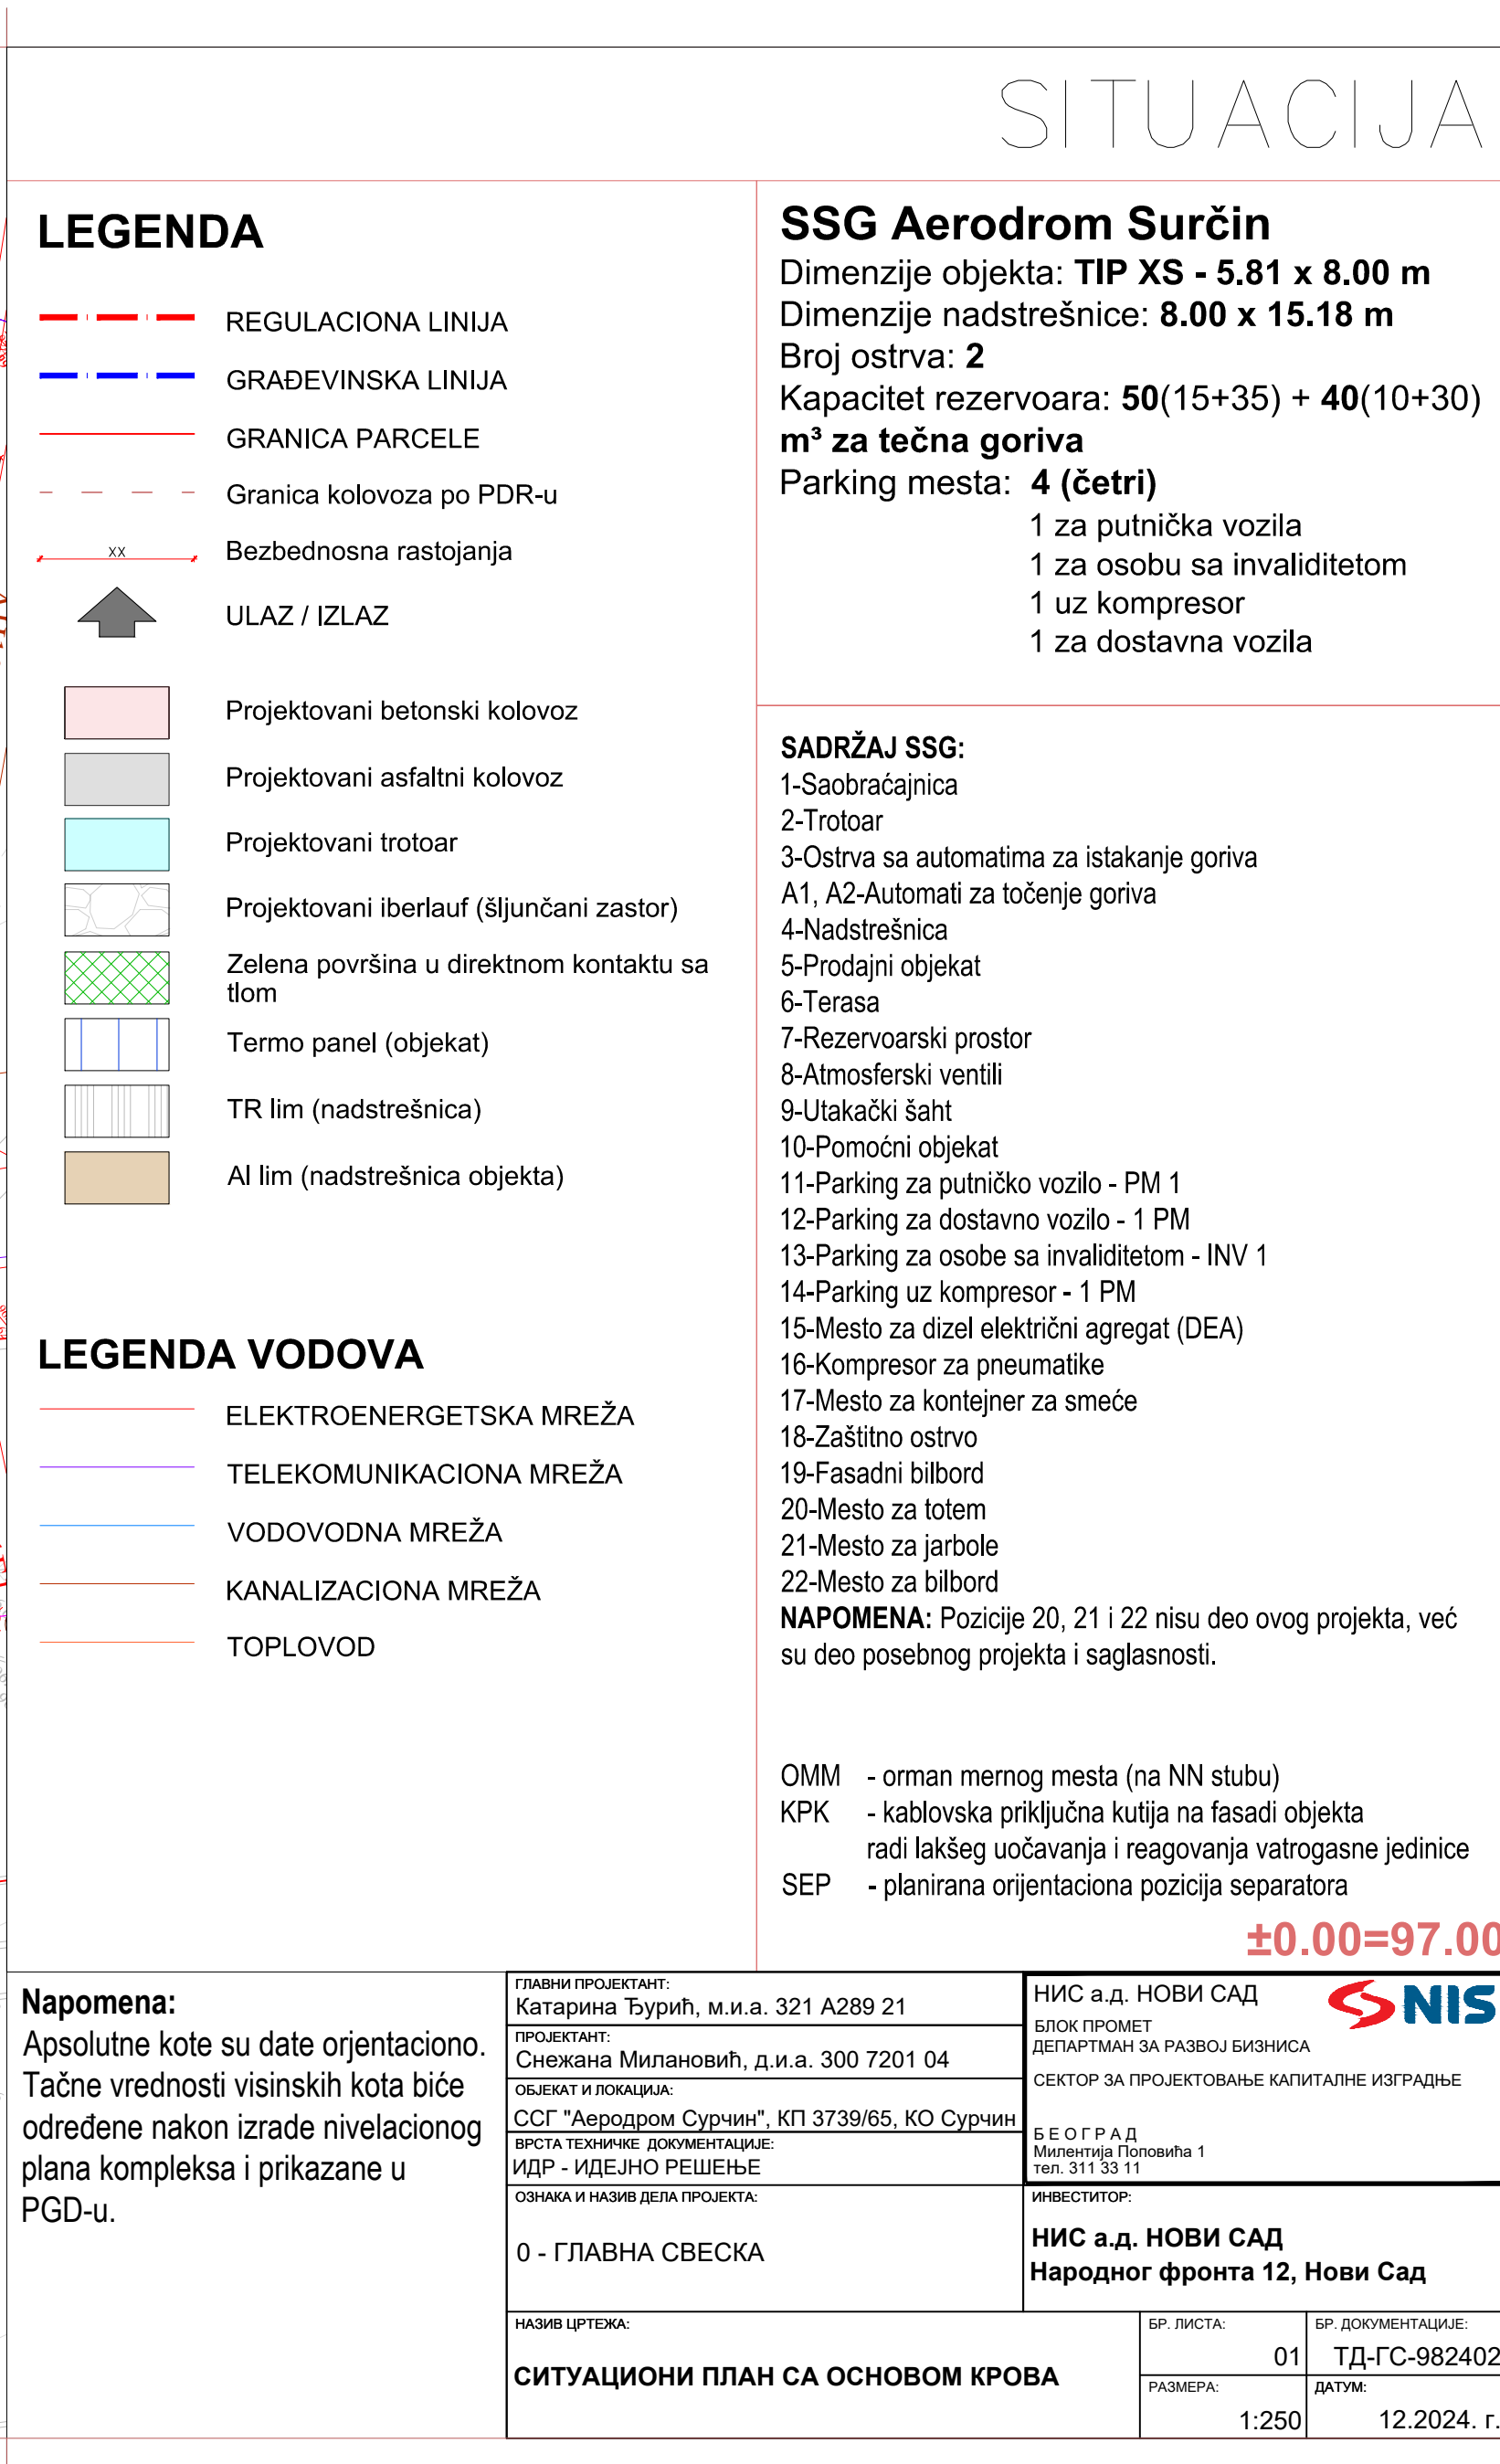 SITUACIJA
LEGENDA
REGULACIONA LINIJA
GRAĐEVINSKA LINIJA
GRANICA PARCELE
Granica kolovoza po PDR-u
XX
Bezbednosna rastojanja
ULAZ / IZLAZ
Projektovani betonski kolovoz
Projektovani asfaltni kolovoz
Projektovani trotoar
Projektovani iberlauf (šljunčani zastor)
Zelena površina u direktnom kontaktu sa
tlom
Termo panel (objekat)
TR lim (nadstrešnica)
Al lim (nadstrešnica objekta)
LEGENDA VODOVA
ELEKTROENERGETSKA MREŽA
TELEKOMUNIKACIONA MREŽA
VODOVODNA MREŽA
KANALIZACIONA MREŽA
TOPLOVOD
SSG Aerodrom Surčin
Dimenzije objekta: TIP XS - 5.81 x 8.00 m
Dimenzije nadstrešnice: 8.00 x 15.18 m
Broj ostrva: 2
Kapacitet rezervoara: 50(15+35) + 40(10+30)
m³ za tečna goriva
Parking mesta: 4 (četri)
1 za putnička vozila
1 za osobu sa invaliditetom
1 uz kompresor
1 za dostavna vozila
SADRŽAJ SSG:
1-Saobraćajnica
2-Trotoar
3-Ostrva sa automatima za istakanje goriva
A1, A2-Automati za točenje goriva
4-Nadstrešnica
5-Prodajni objekat
6-Terasa
7-Rezervoarski prostor
8-Atmosferski ventili
9-Utakački šaht
10-Pomoćni objekat
11-Parking za putničko vozilo - PM 1
12-Parking za dostavno vozilo - 1 PM
13-Parking za osobe sa invaliditetom - INV 1
14-Parking uz kompresor - 1 PM
15-Mesto za dizel električni agregat (DEA)
16-Kompresor za pneumatike
17-Mesto za kontejner za smeće
18-Zaštitno ostrvo
19-Fasadni bilbord
20-Mesto za totem
21-Mesto za jarbole
22-Mesto za bilbord
NAPOMENA: Pozicije 20, 21 i 22 nisu deo ovog projekta, već
su deo posebnog projekta i saglasnosti.
OMM - orman mernog mesta (na NN stubu)
KPK - kablovska priključna kutija na fasadi objekta
radi lakšeg uočavanja i reagovanja vatrogasne jedinice
SEP - planirana orijentaciona pozicija separatora
±0.00=97.00
Napomena:
Apsolutne kote su date orjentaciono.
Tačne vrednosti visinskih kota biće
određene nakon izrade nivelacionog
plana kompleksa i prikazane u
PGD-u.
ГЛАВНИ ПРОЈЕКТАНТ:
Катарина Ђурић, м.и.а. 321 А289 21
ПРОЈЕКТАНТ:
Снежана Милановић, д.и.а. 300 7201 04
ОБЈЕКАТ И ЛОКАЦИЈА:
ССГ "Аеродром Сурчин", КП 3739/65, КО Сурчин
ВРСТА ТЕХНИЧКЕ ДОКУМЕНТАЦИЈЕ:
ИДР - ИДЕЈНО РЕШЕЊЕ
ОЗНАКА И НАЗИВ ДЕЛА ПРОЈЕКТА:
0 - ГЛАВНА СВЕСКА
НИС а.д. НОВИ САД
NIS
БЛОК ПРОМЕТ
ДЕПАРТМАН ЗА РАЗВОЈ БИЗНИСА
СЕКТОР ЗА ПРОЈЕКТОВАЊЕ КАПИТАЛНЕ ИЗГРАДЊЕ
Б Е О Г Р А Д
Милентија Поповића 1
тел. 311 33 11
ИНВЕСТИТОР:
НИС а.д. НОВИ САД
Народног фронта 12, Нови Сад
НАЗИВ ЦРТЕЖА:
СИТУАЦИОНИ ПЛАН СА ОСНОВОМ КРОВА
БР. ЛИСТА:
01
БР. ДОКУМЕНТАЦИЈЕ:
ТД-ГС-982402
РАЗМЕРА:
1:250
ДАТУМ:
12.2024. г.